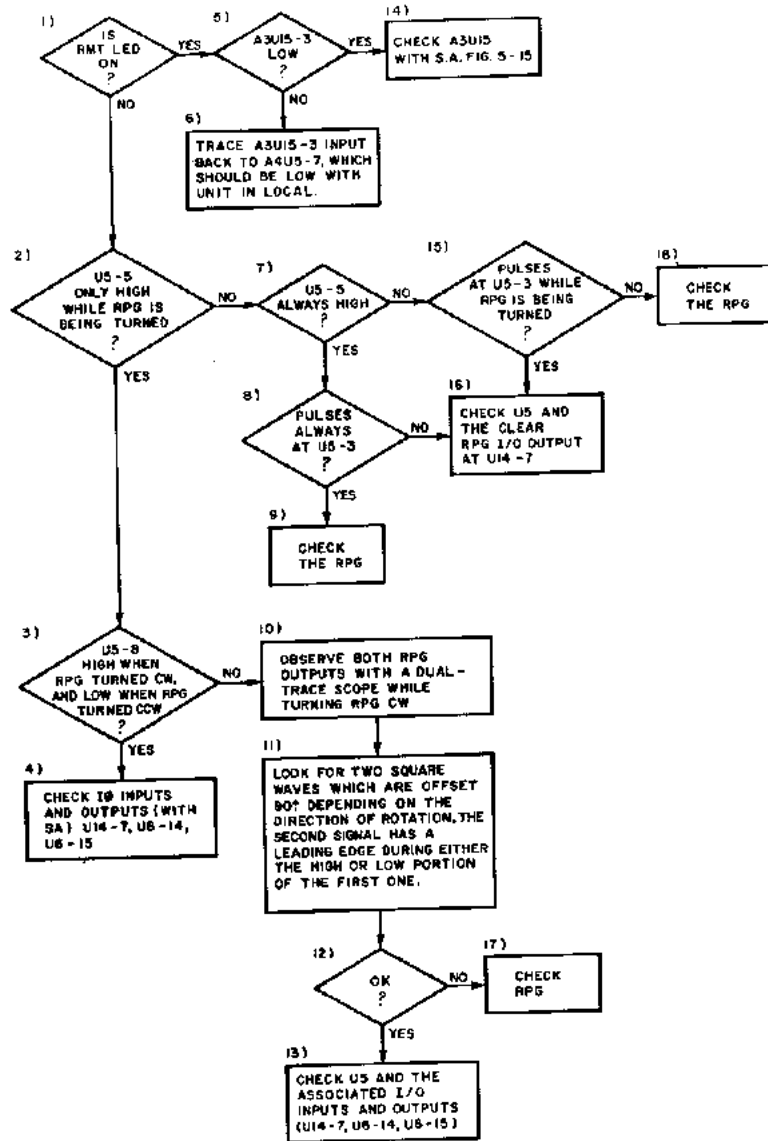 1)
IS
RMT LED
ON
?
YES
NO
5)
A3U15-3
LOW
?
YES
NO
14)
CHECK A3U15
WITH S.A. FIG. 5-15
6)
TRACE A3U15-3 INPUT
BACK TO A4U5-7, WHICH
SHOULD BE LOW WITH
UNIT IN LOCAL.
2)
U5-5
ONLY HIGH
WHILE RPG IS
BEING TURNED
?
NO
YES
7)
U5-5
ALWAYS HIGH
?
NO
YES
15)
PULSES
AT U5-3 WHILE
RPG IS BEING
TURNED
?
NO
YES
18)
CHECK
THE RPG
8)
PULSES
ALWAYS
AT U5-3
?
NO
YES
16)
CHECK U5 AND
THE CLEAR
RPG I/O OUTPUT
AT U14-7
9)
CHECK
THE RPG
3)
U5-8
HIGH WHEN
RPG TURNED CW,
AND LOW WHEN RPG
TURNED CCW
?
NO
YES
4)
CHECK IO INPUTS
AND OUTPUTS (WITH
SA) U14-7, U6-14,
U6-15
10)
OBSERVE BOTH RPG
OUTPUTS WITH A DUAL-
TRACE SCOPE WHILE
TURNING RPG CW
11)
LOOK FOR TWO SQUARE
WAVES WHICH ARE OFFSET
90° DEPENDING ON THE
DIRECTION OF ROTATION. THE
SECOND SIGNAL HAS A
LEADING EDGE DURING EITHER
THE HIGH OR LOW PORTION
OF THE FIRST ONE.
12)
OK
?
NO
YES
17)
CHECK
RPG
13)
CHECK U5 AND THE
ASSOCIATED I/O
INPUTS AND OUTPUTS
(U14-7, U6-14, U6-15)